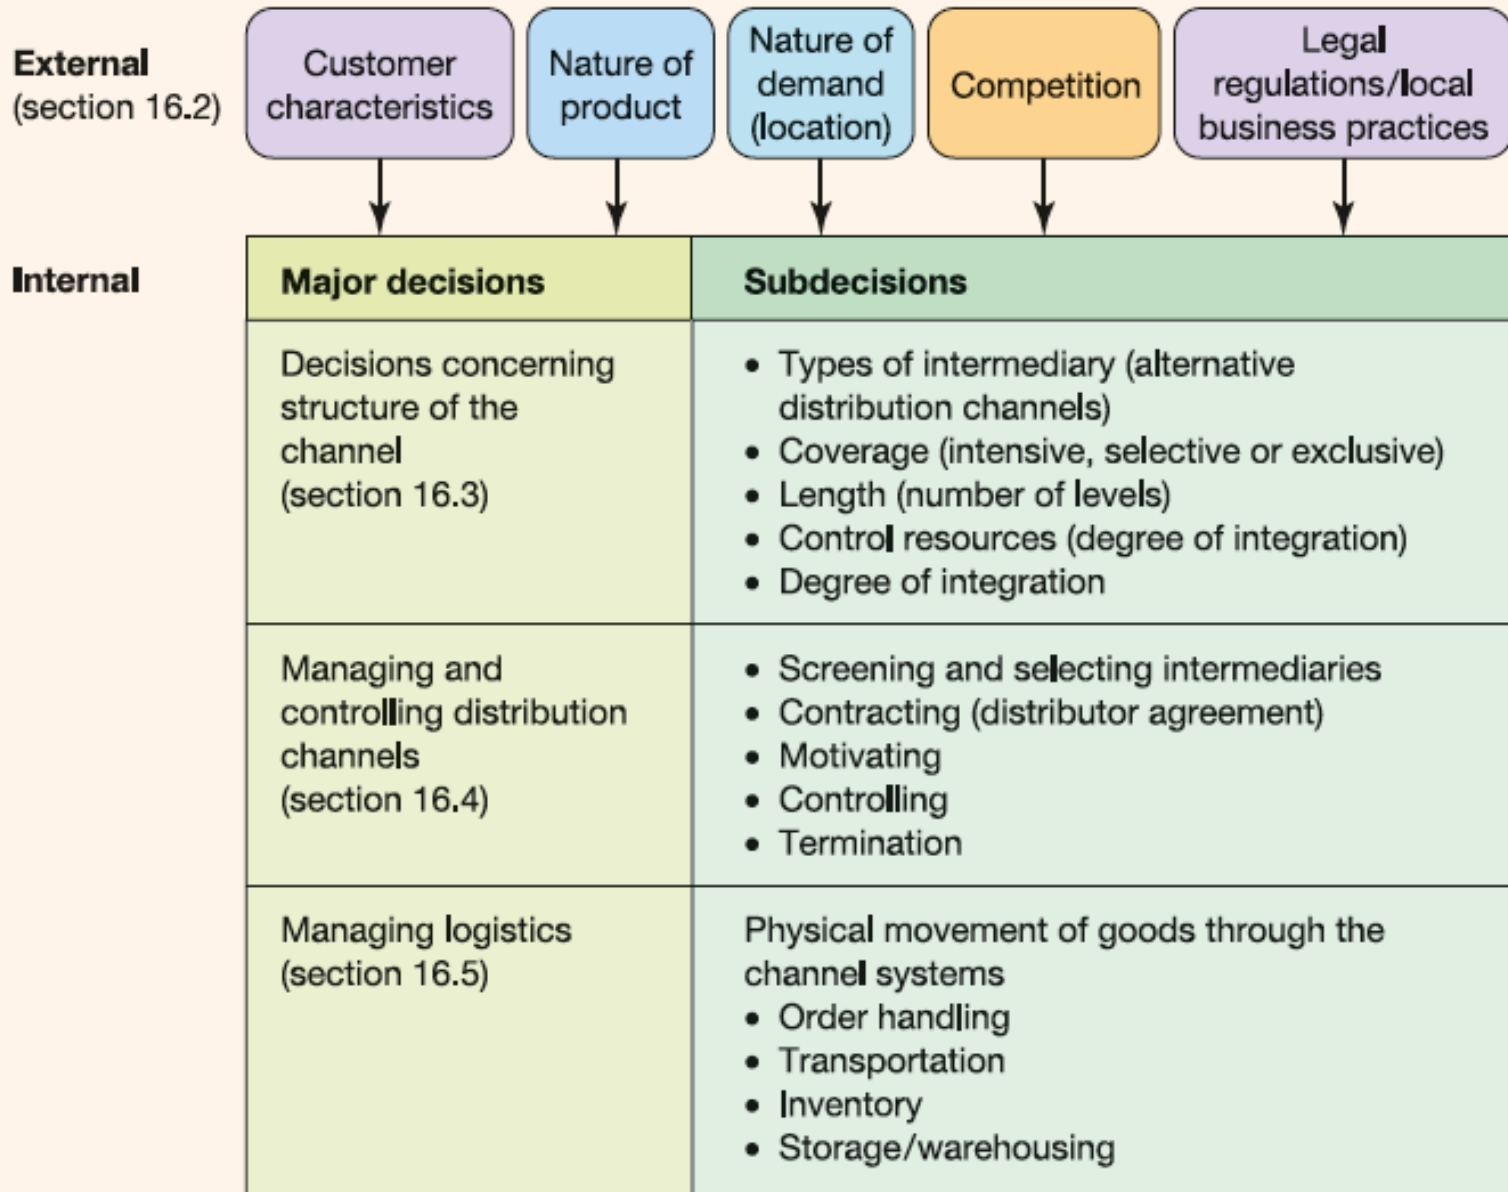 External
(section 16.2)
Customer
characteristics
Nature of
product
Nature of
demand
(location)
Competition
Legal
regulations/local
business practices
Internal
Major decisions
Subdecisions
Decisions concerning
structure of the
channel
(section 16.3)
• Types of intermediary (alternative
distribution channels)
• Coverage (intensive, selective or exclusive)
• Length (number of levels)
• Control resources (degree of integration)
• Degree of integration
Managing and
controlling distribution
channels
(section 16.4)
• Screening and selecting intermediaries
• Contracting (distributor agreement)
• Motivating
• Controlling
• Termination
Managing logistics
(section 16.5)
Physical movement of goods through the
channel systems
• Order handling
• Transportation
• Inventory
• Storage/warehousing